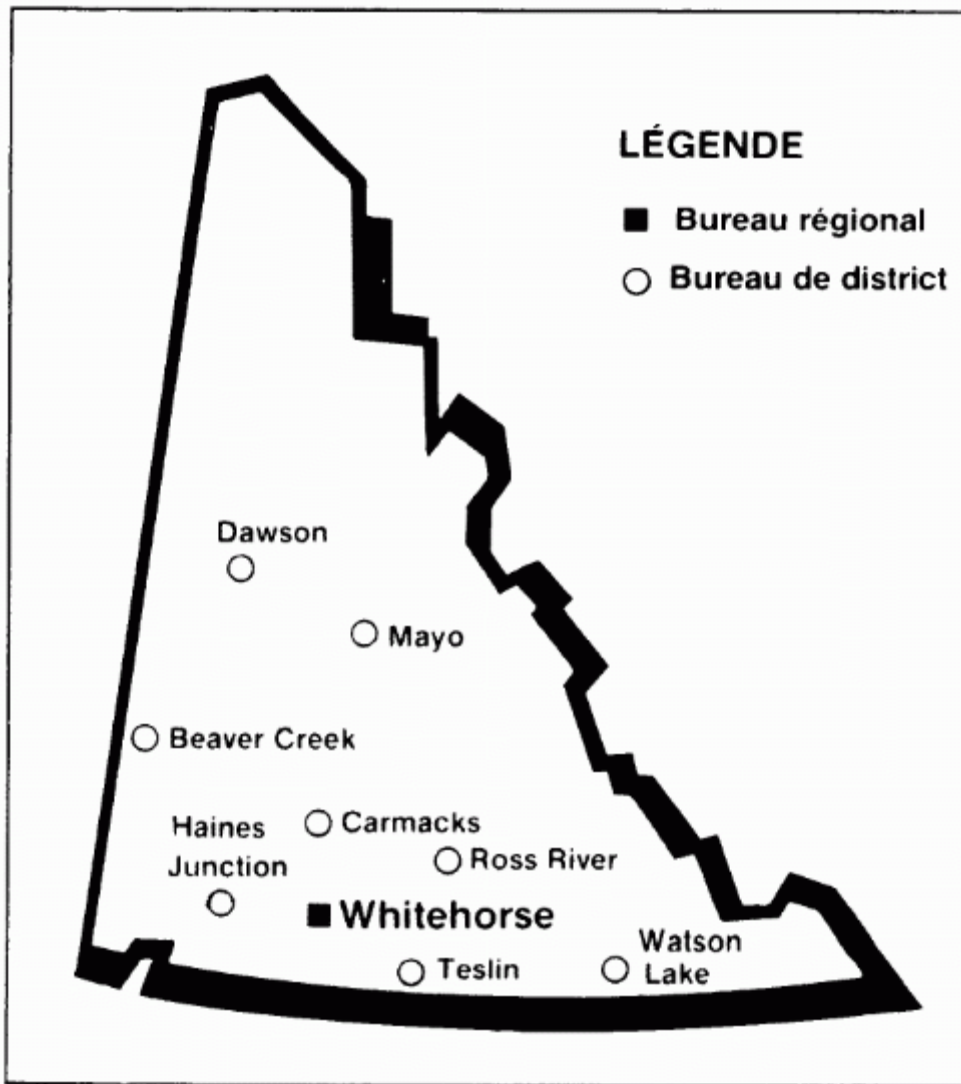 LÉGENDE
Bureau régional
Bureau de district
Dawson
Mayo
Beaver Creek
Haines
Junction
Carmacks
Ross River
Whitehorse
Teslin
Watson
Lake